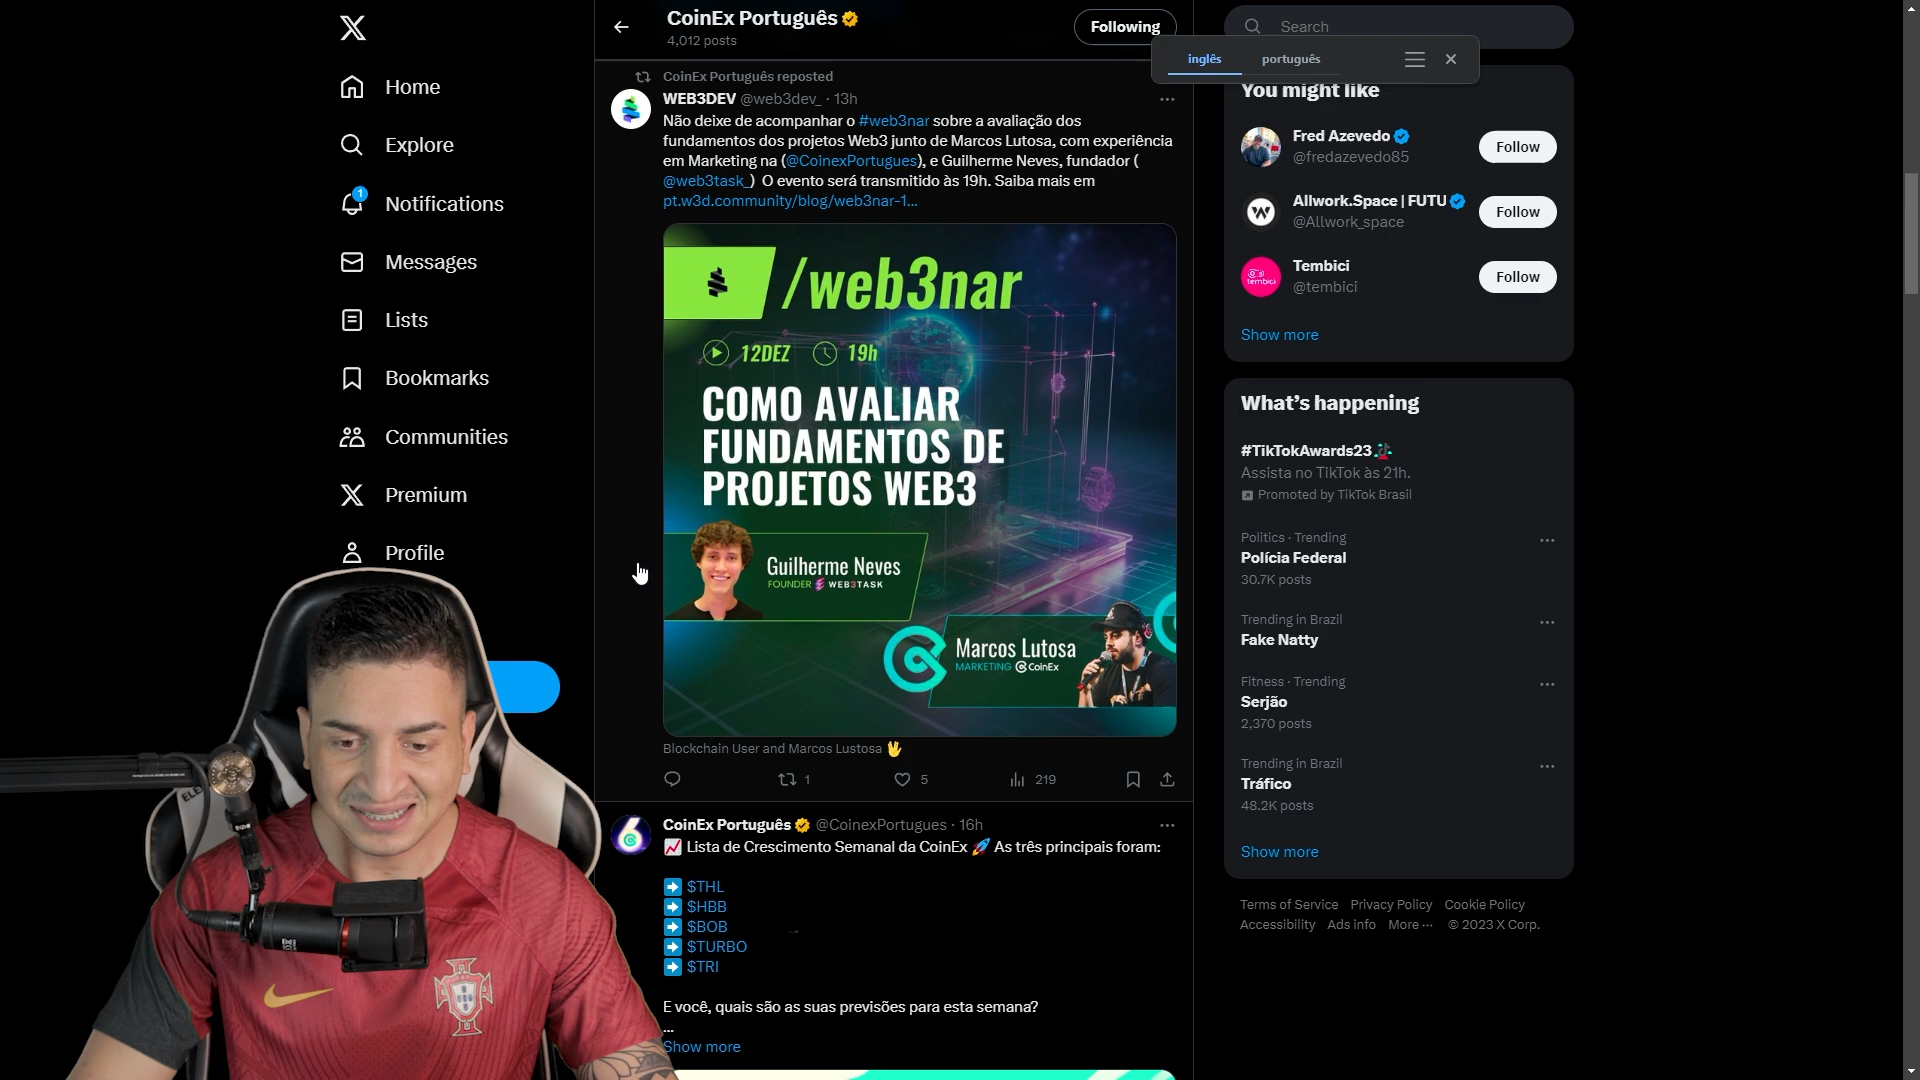 Home
Explore
1
Notifications
Messages
Lists
Bookmarks
Communities
Premium
Profile
CoinEx Português
4,012 posts
Following
CoinEx Português reposted
WEB3DEV @web3dev_ · 13h
Não deixe de acompanhar o #web3nar sobre a avaliação dos
fundamentos dos projetos Web3 junto de Marcos Lutosa, com experiência
em Marketing na (@CoinexPortugues), e Guilherme Neves, fundador (
@web3task_) O evento será transmitido às 19h. Saiba mais em
pt.w3d.community/blog/web3nar-1...
/web3nar
12DEZ 19h
COMO AVALIAR
FUNDAMENTOS DE
PROJETOS WEB3
Guilherme Neves
FOUNDER WEB3TASK
Marcos Lutosa
MARKETING CoinEx
Blockchain User and Marcos Lustosa 🖖
1 5 219
CoinEx Português @CoinexPortugues · 16h
📈 Lista de Crescimento Semanal da CoinEx 🚀 As três principais foram:
➡️ $THL
➡️ $HBB
➡️ $BOB
➡️ $TURBO
➡️ $TRI
E você, quais são as suas previsões para esta semana?
...
Show more
Search
inglês português
You might like
Fred Azevedo
@fredazevedo85
Follow
Allwork.Space | FUTU
@Allwork_space
Follow
tembici
Tembici
@tembici
Follow
Show more
What's happening
#TikTokAwards23
Assista no TikTok às 21h.
Promoted by TikTok Brasil
Politics · Trending
Polícia Federal
30.7K posts
Trending in Brazil
Fake Natty
Fitness · Trending
Serjão
2,370 posts
Trending in Brazil
Tráfico
48.2K posts
Show more
Terms of Service Privacy Policy Cookie Policy
Accessibility Ads info More ··· © 2023 X Corp.